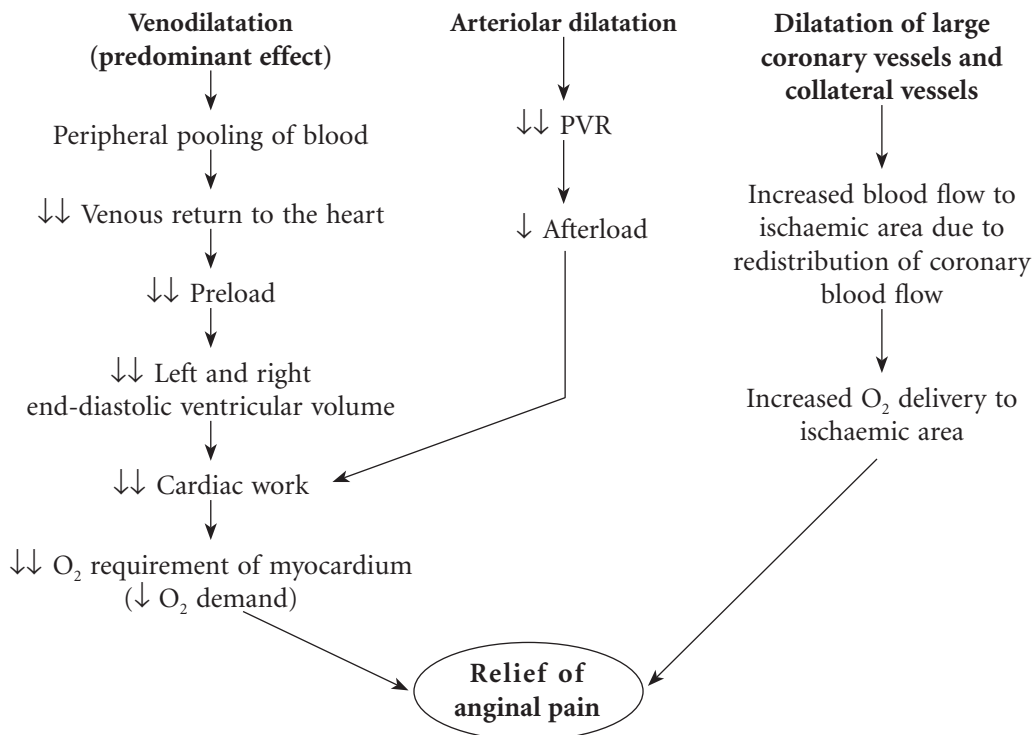 Venodilatation
(predominant effect)
Peripheral pooling of blood
↓↓ Venous return to the heart
↓↓ Preload
↓↓ Left and right
end-diastolic ventricular volume
↓↓ Cardiac work
↓↓ O₂ requirement of myocardium
(↓ O₂ demand)
Arteriolar dilatation
↓↓ PVR
↓ Afterload
Dilatation of large
coronary vessels and
collateral vessels
Increased blood flow to
ischaemic area due to
redistribution of coronary
blood flow
Increased O₂ delivery to
ischaemic area
Relief of
anginal pain